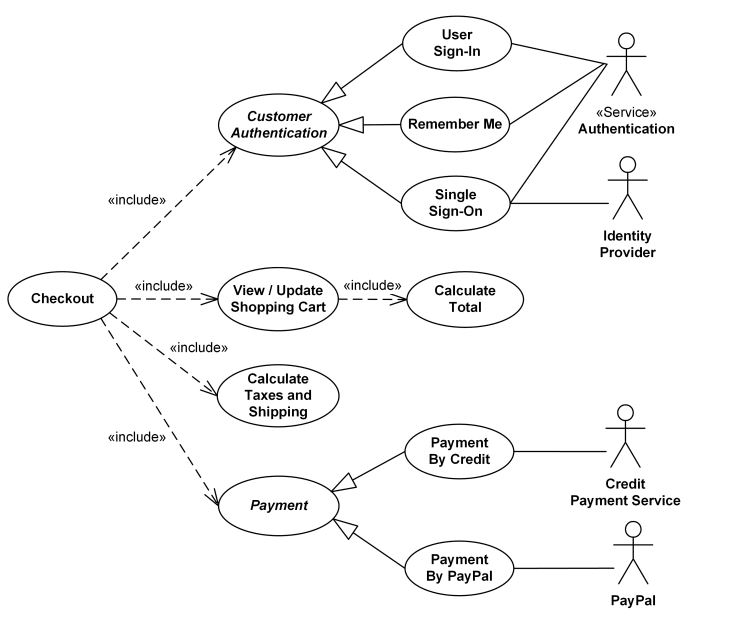 User
Sign-In
Customer
Authentication
Remember Me
«Service»
Authentication
Single
Sign-On
«include»
Identity
Provider
Checkout
«include»
View / Update
Shopping Cart
«include»
Calculate
Total
«include»
Calculate
Taxes and
Shipping
«include»
Payment
By Credit
Credit
Payment Service
Payment
Payment
By PayPal
PayPal